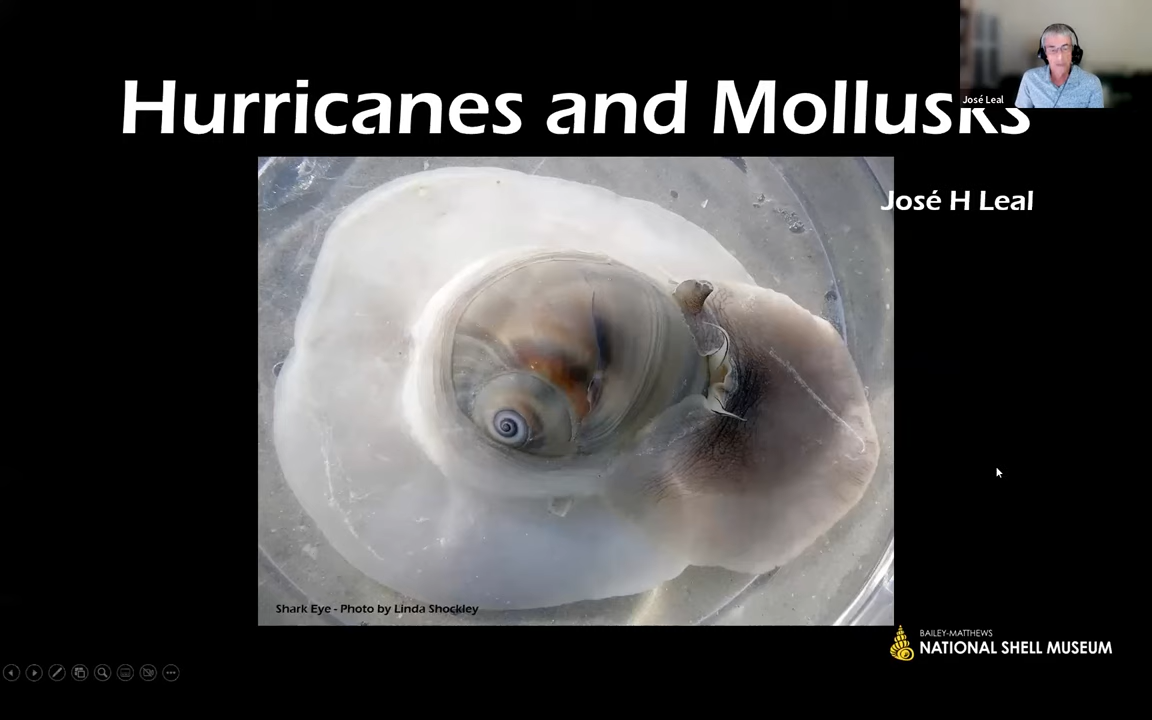 Hurricanes and Mollusks
José Leal
José H Leal
Shark Eye - Photo by Linda Shockley
BAILEY-MATTHEWS
NATIONAL SHELL MUSEUM